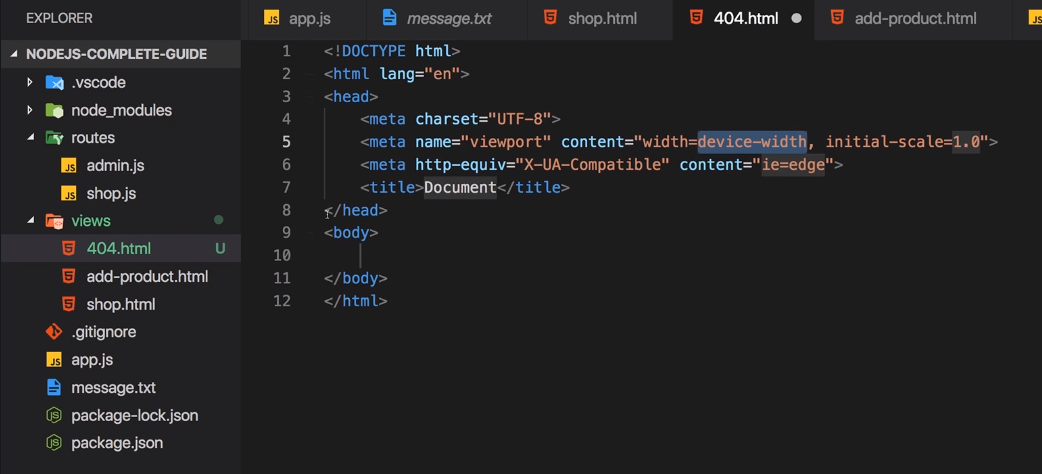 EXPLORER
NODEJS-COMPLETE-GUIDE
.vscode
node_modules
routes
admin.js
shop.js
views
404.html U
add-product.html
shop.html
.gitignore
app.js
message.txt
package-lock.json
package.json
app.js message.txt shop.html 404.html add-product.html
1 <!DOCTYPE html>
2 <html lang="en">
3 <head>
4 <meta charset="UTF-8">
5 <meta name="viewport" content="width=device-width, initial-scale=1.0">
6 <meta http-equiv="X-UA-Compatible" content="ie=edge">
7 <title>Document</title>
8 </head>
9 <body>
10
11 </body>
12 </html>